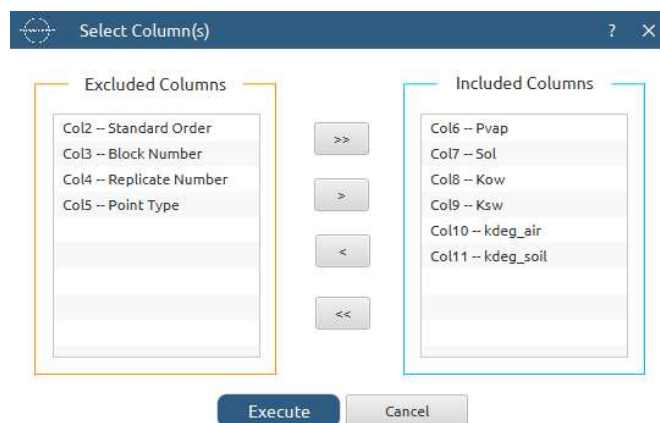 Select Column(s)
? ×
Excluded Columns
Col2 -- Standard Order
Col3 -- Block Number
Col4 -- Replicate Number
Col5 -- Point Type
>>
>
<
<<
Included Columns
Col6 -- Pvap
Col7 -- Sol
Col8 -- Kow
Col9 -- Ksw
Col10 -- kdeg_air
Col11 -- kdeg_soil
Execute
Cancel